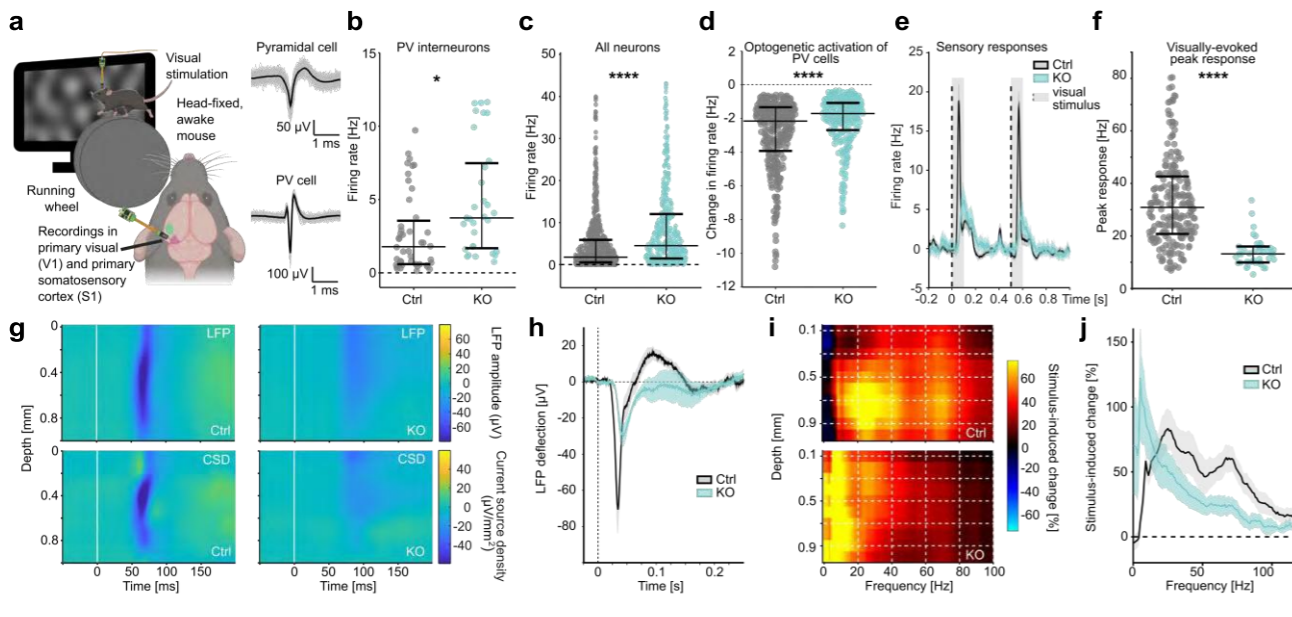 a
Visual
stimulation
Head-fixed,
awake
mouse
Running
wheel
Recordings in
primary visual
(V1) and primary
somatosensory
cortex (S1)
Pyramidal cell
50 µV
1 ms
PV cell
100 µV
1 ms
b
PV interneurons
*
Firing rate [Hz]
15
10
5
0
Ctrl
KO
c
All neurons
****
Firing rate [Hz]
50
40
30
20
10
0
Ctrl
KO
d
Optogenetic activation of
PV cells
****
Change in firing rate [Hz]
2
0
-2
-4
-6
-8
-10
-12
Ctrl
KO
e
Sensory responses
Ctrl
KO
visual
stimulus
Firing rate [Hz]
25
20
15
10
5
0
-5
-0.2
0
0.2
0.4
0.6
0.8
Time [s]
f
Visually-evoked
peak response
****
Peak response [Hz]
80
60
40
20
0
Ctrl
KO
g
LFP
Ctrl
LFP
KO
CSD
Ctrl
CSD
KO
Depth [mm]
0
0.4
0.8
0
0.4
0.8
0
50
100
150
Time [ms]
0
50
100
150
Time [ms]
60
40
20
0
-20
-40
-60
LFP amplitude (µV)
40
20
0
-20
-40
Current source density
(µV/mm²)
h
LFP deflection [µV]
20
0
-20
-40
-60
-80
Ctrl
KO
0
0.1
0.2
Time [s]
i
Depth [mm]
0.1
0.5
0.9
Ctrl
0.1
0.5
0.9
KO
0
20
40
60
80
100
Frequency [Hz]
60
40
20
0
-20
-40
-60
Stimulus-induced change [%]
j
Stimulus-induced change [%]
150
100
50
0
Ctrl
KO
0
50
100
Frequency [Hz]